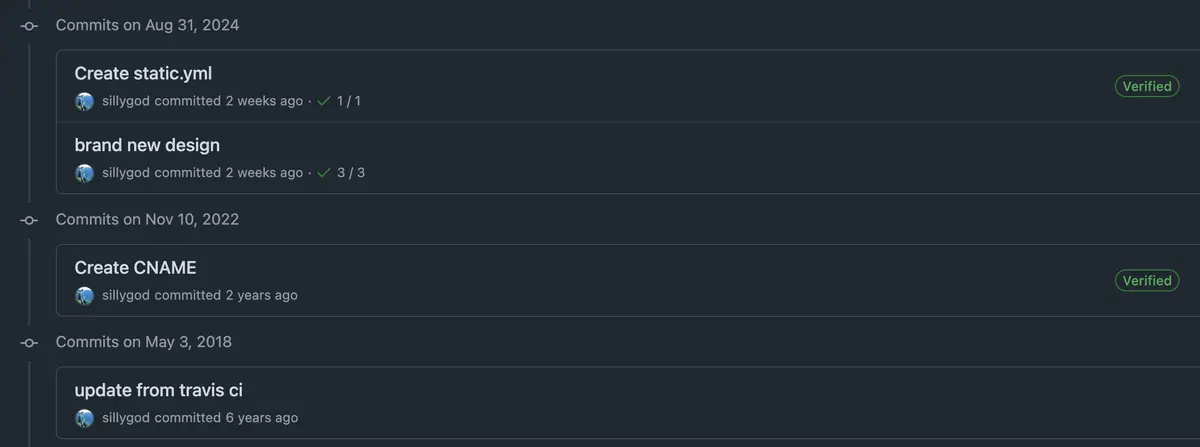 Commits on Aug 31, 2024
Create static.yml
Verified
sillygod committed 2 weeks ago · ✓ 1 / 1
brand new design
sillygod committed 2 weeks ago · ✓ 3 / 3
Commits on Nov 10, 2022
Create CNAME
Verified
sillygod committed 2 years ago
Commits on May 3, 2018
update from travis ci
sillygod committed 6 years ago